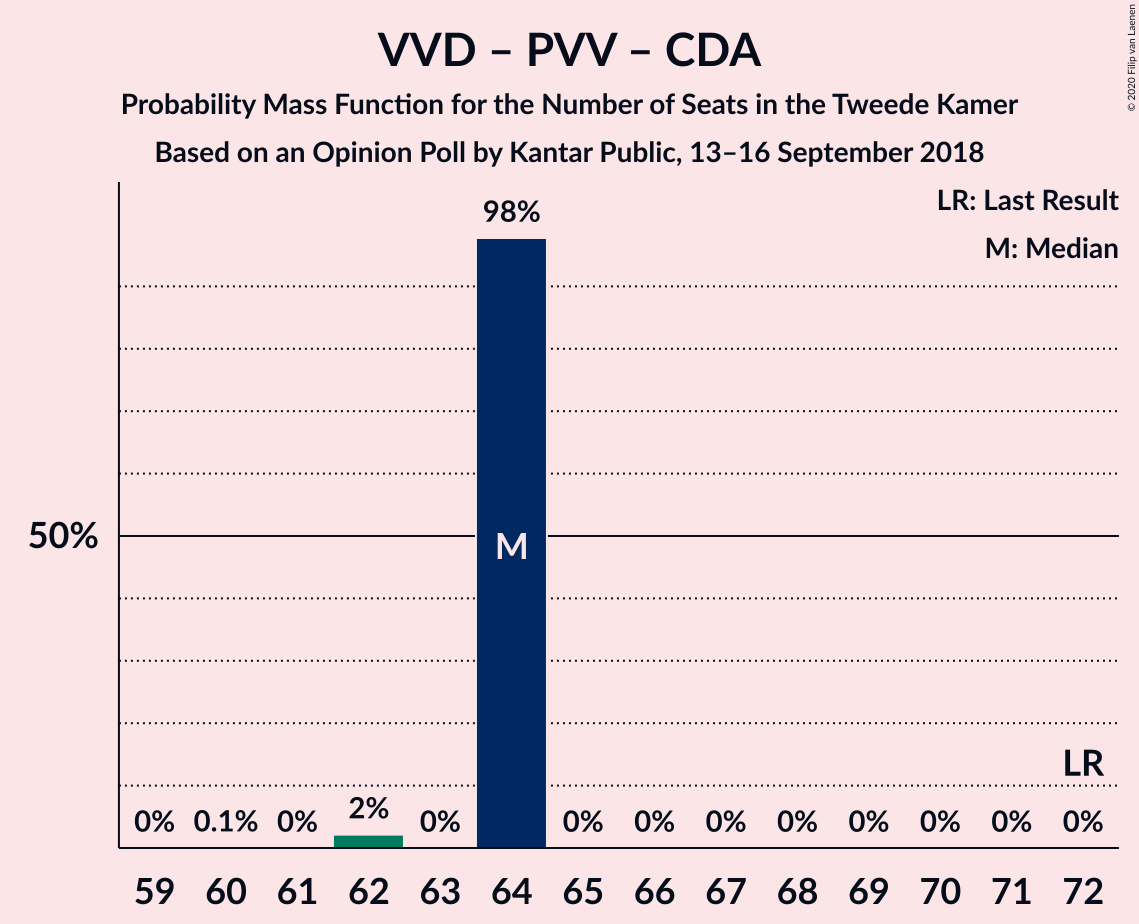 VVD – PVV – CDA
Probability Mass Function for the Number of Seats in the Tweede Kamer
Based on an Opinion Poll by Kantar Public, 13–16 September 2018
© 2020 Filip van Laenen
LR: Last Result
M: Median
98%
50%
M
LR
0% 0.1% 0% 2% 0% 0% 0% 0% 0% 0% 0% 0% 0%
59 60 61 62 63 64 65 66 67 68 69 70 71 72